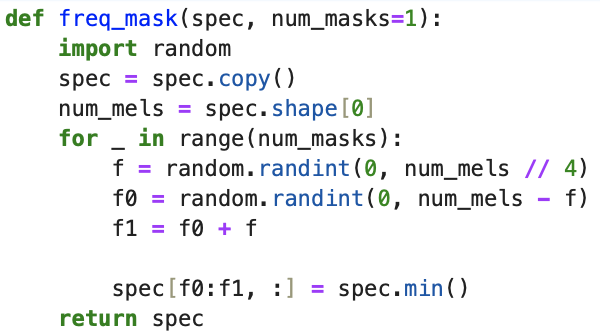 def freq_mask(spec, num_masks=1):
    import random
    spec = spec.copy()
    num_mels = spec.shape[0]
    for _ in range(num_masks):
        f = random.randint(0, num_mels // 4)
        f0 = random.randint(0, num_mels - f)
        f1 = f0 + f

        spec[f0:f1, :] = spec.min()
    return spec